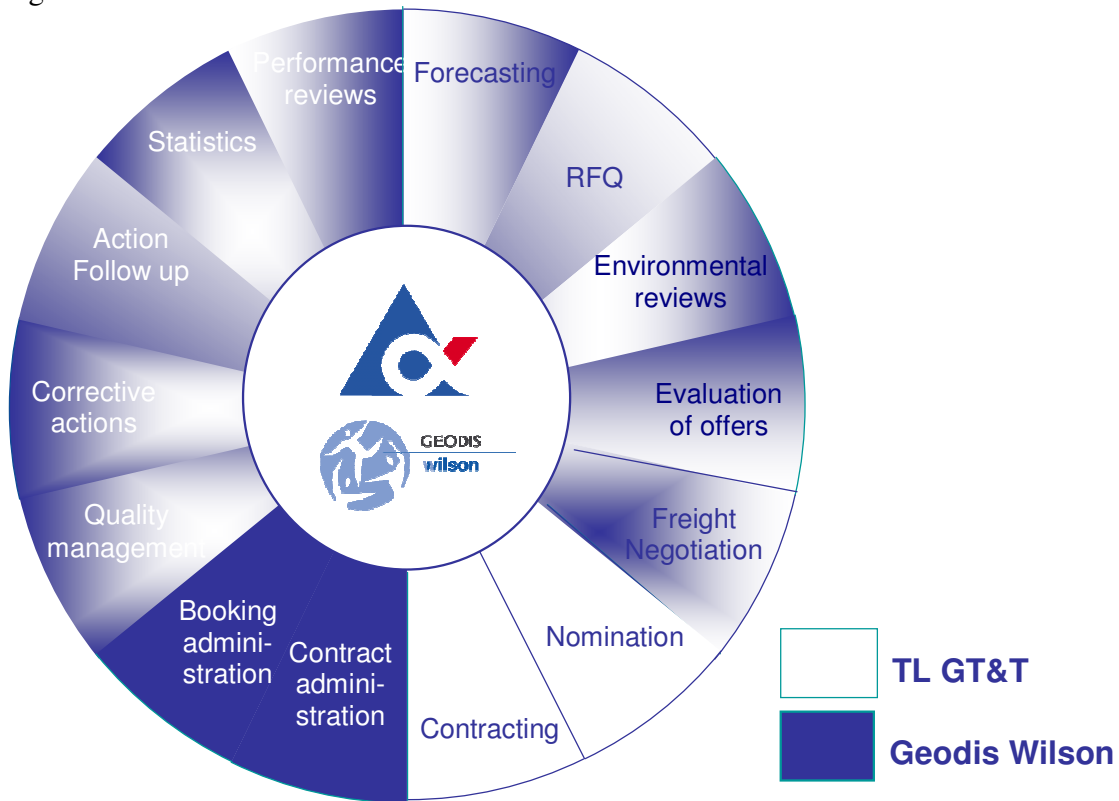 Performance
reviews
Forecasting
RFQ
Environmental
reviews
Evaluation
of offers
Freight
Negotiation
Nomination
Contracting
Contract
admini-
stration
Booking
admini-
stration
Quality
management
Corrective
actions
Action
Follow up
Statistics
GEODIS
wilson
TL GT&T
Geodis Wilson